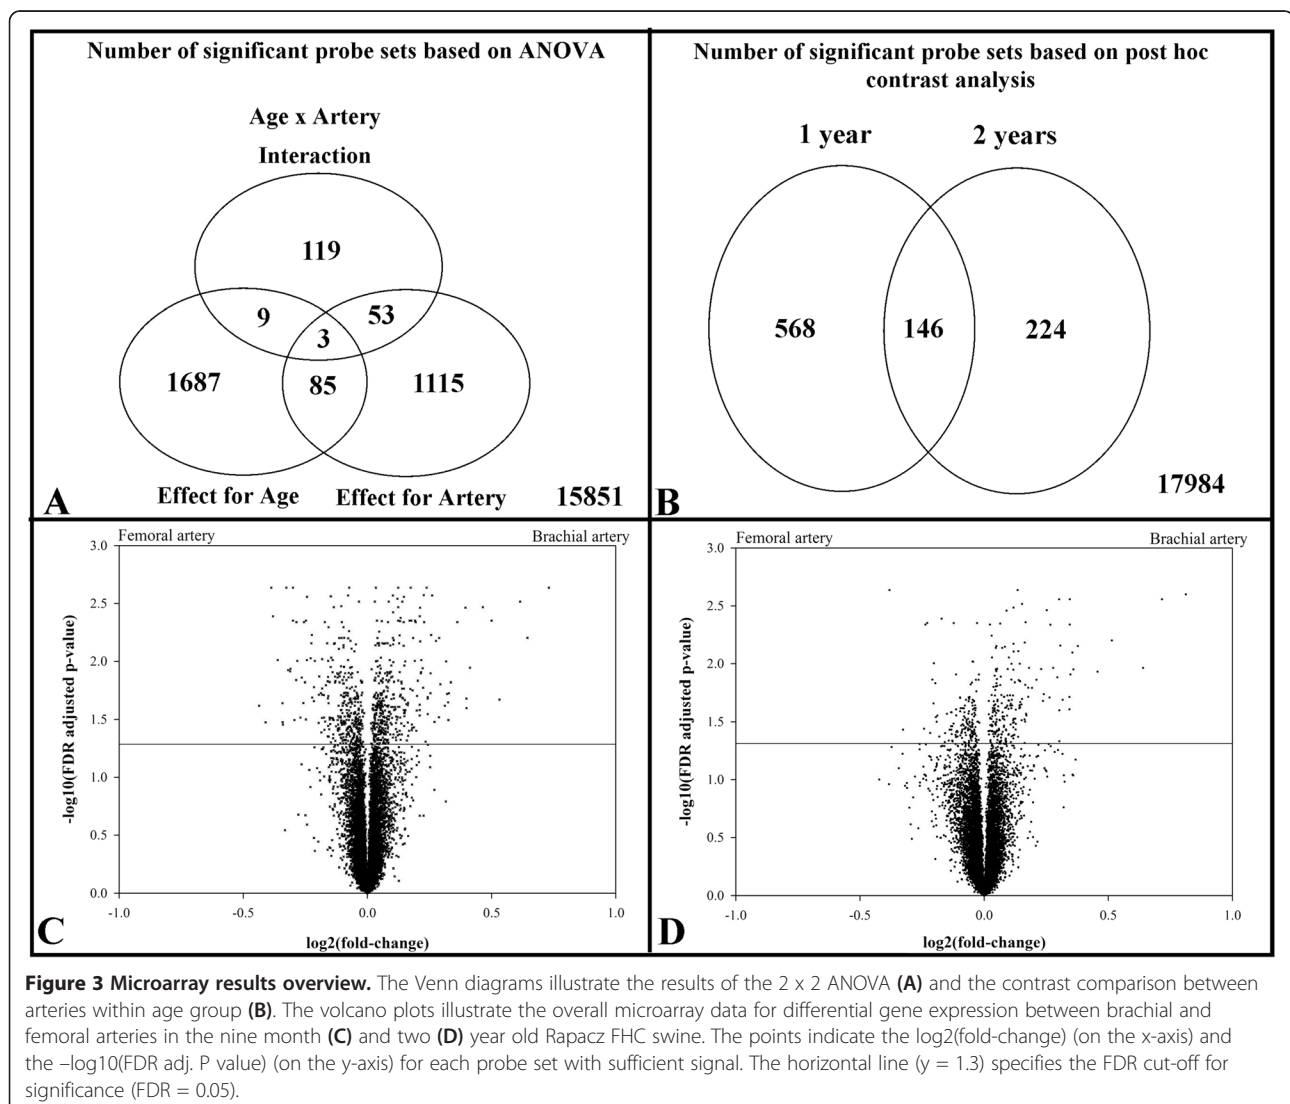 Number of significant probe sets based on ANOVA
Age x Artery
Interaction
119
9
53
3
1687
85
1115
Effect for Age
Effect for Artery
15851
A
Number of significant probe sets based on post hoc
contrast analysis
1 year
2 years
568
146
224
17984
B
Femoral artery
Brachial artery
3.0
2.5
2.0
1.5
1.0
0.5
0.0
-log10(FDR adjusted p-value)
-1.0
-0.5
0.0
0.5
1.0
log2(fold-change)
C
Femoral artery
Brachial artery
3.0
2.5
2.0
1.5
1.0
0.5
0.0
-log10(FDR adjusted p-value)
-1.0
-0.5
0.0
0.5
1.0
log2(fold-change)
D
Figure 3 Microarray results overview. The Venn diagrams illustrate the results of the 2 x 2 ANOVA (A) and the contrast comparison between
arteries within age group (B). The volcano plots illustrate the overall microarray data for differential gene expression between brachial and
femoral arteries in the nine month (C) and two (D) year old Rapacz FHC swine. The points indicate the log2(fold-change) (on the x-axis) and
the –log10(FDR adj. P value) (on the y-axis) for each probe set with sufficient signal. The horizontal line (y = 1.3) specifies the FDR cut-off for
significance (FDR = 0.05).